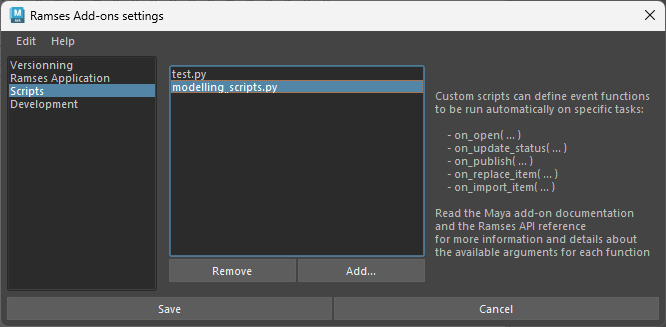 Ramses Add-ons settings
Edit Help
Versionning
Ramses Application
Scripts
Development
test.py
modelling_scripts.py
Custom scripts can define event functions
to be run automatically on specific tasks:
- on_open( ... )
- on_update_status( ... )
- on_publish( ... )
- on_replace_item( ... )
- on_import_item( ... )
Read the Maya add-on documentation
and the Ramses API reference
for more information and details about
the available arguments for each function
Remove Add...
Save Cancel